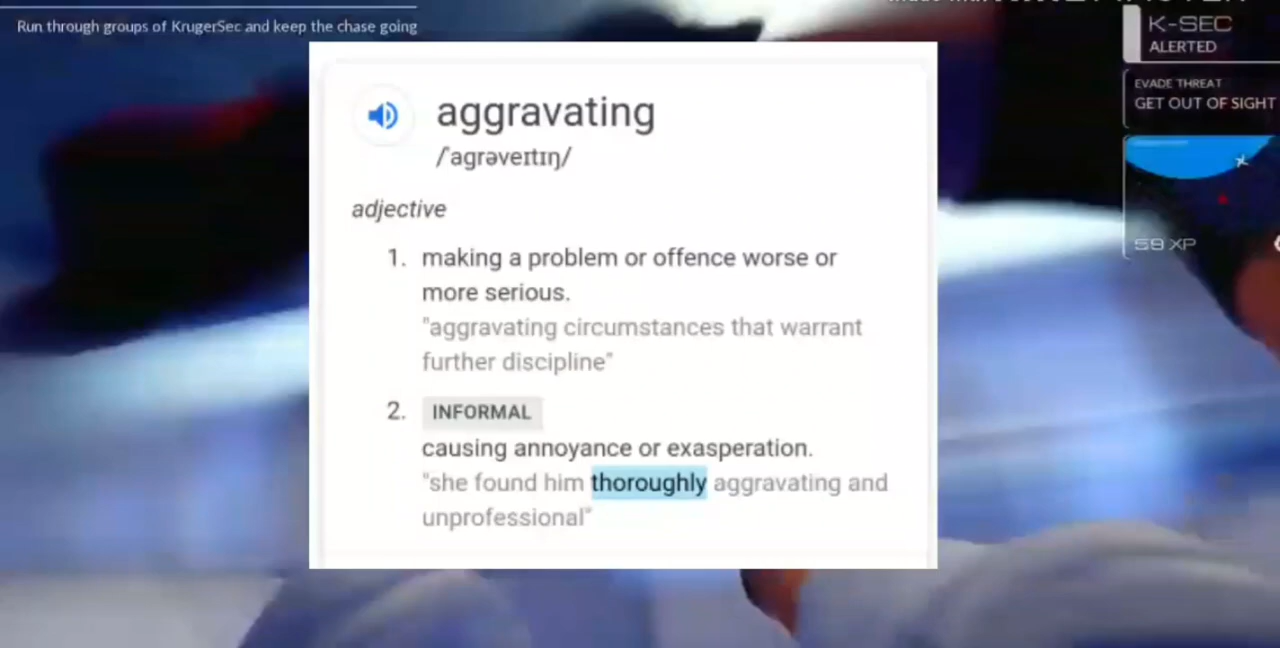 Run through groups of KrugerSec and keep the chase going
K-SEC
ALERTED
EVADE THREAT
GET OUT OF SIGHT
59 XP
aggravating
/ˈaɡrəveɪtɪŋ/
adjective
1. making a problem or offence worse or
more serious.
"aggravating circumstances that warrant
further discipline"
2. INFORMAL
causing annoyance or exasperation.
"she found him thoroughly aggravating and
unprofessional"